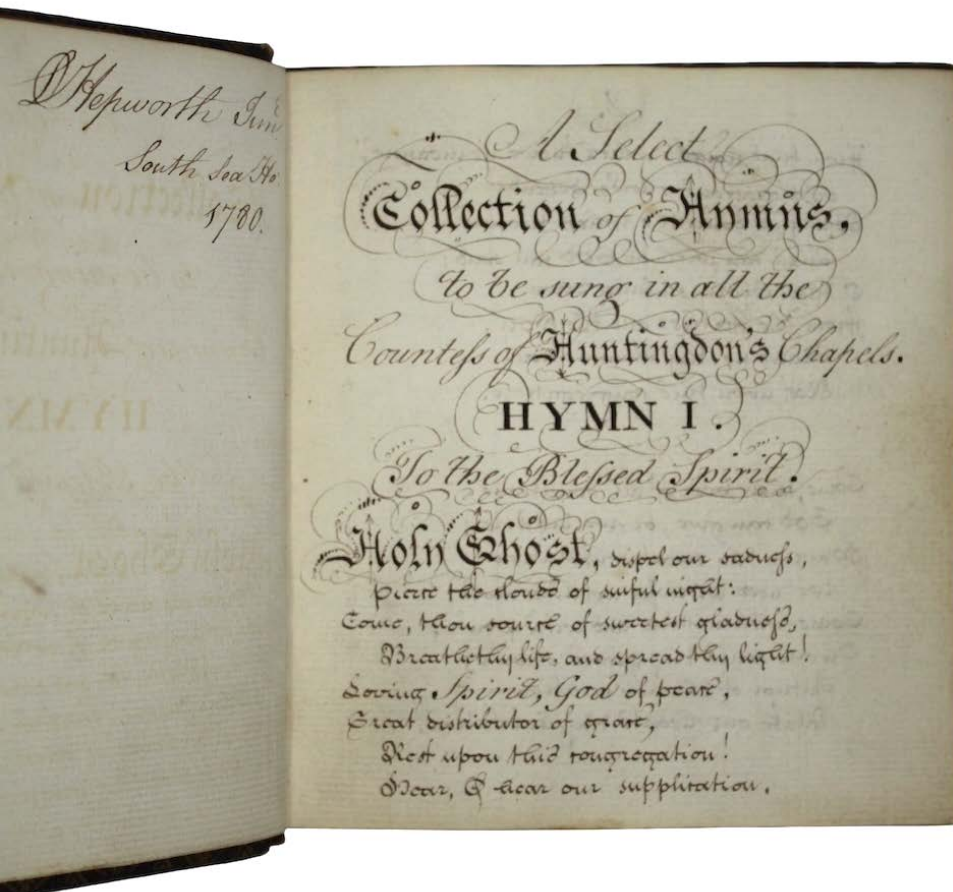 Hepworth Junr
South Sea Ho
1780.
A Select
Collection of Hymns,
to be sung in all the
Countess of Huntingdon's Chapels.
HYMN I.
To the Blessed Spirit.
Holy Ghost, dispel our sadness,
Pierce the clouds of sinful night:
Come, thou source of sweetest gladness,
Breathe thy life, and spread thy light!
Loving Spirit, God of peace,
Great distributor of grace,
Rest upon this congregation!
Hear, & hear our supplication.